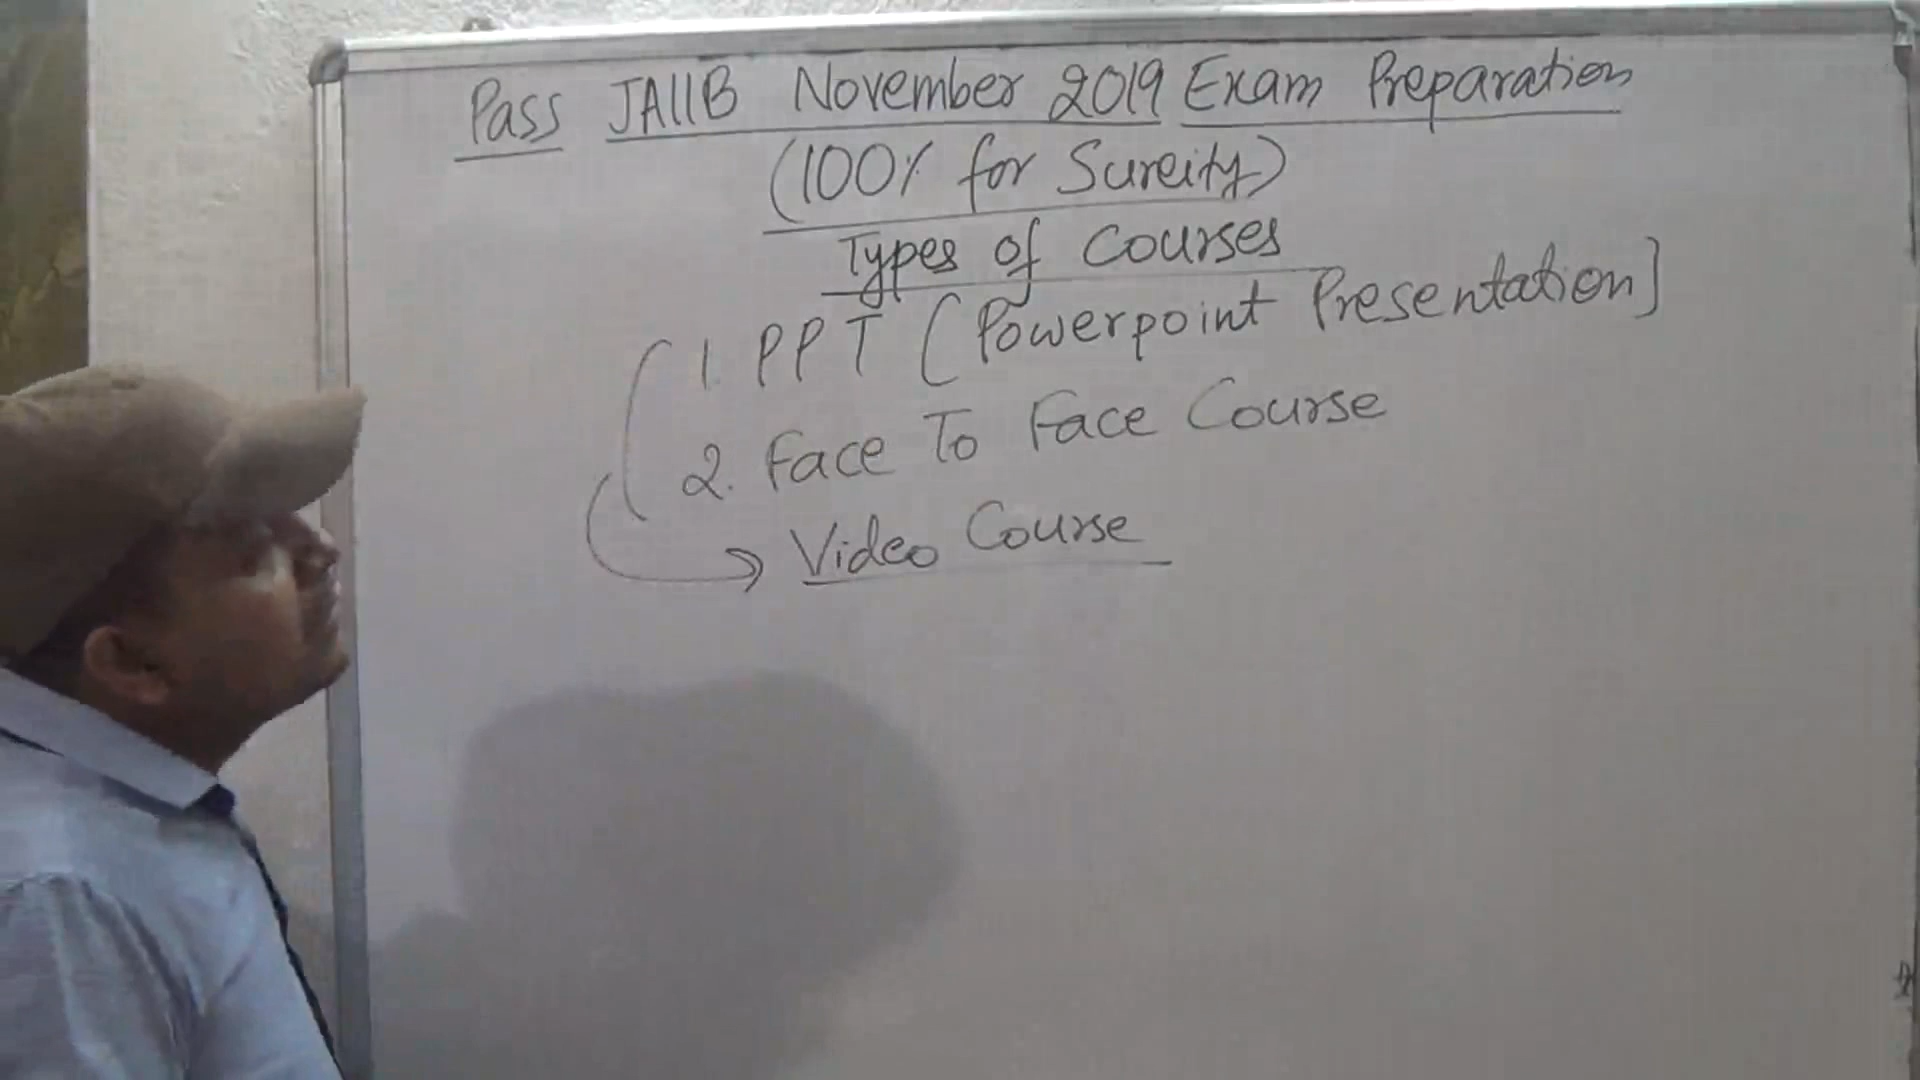 Pass JAIIB November 2019 Exam Preparation
(100% for Sureity)
Types of Courses
1. PPT (Powerpoint Presentation]
2. Face To Face Course
Video Course